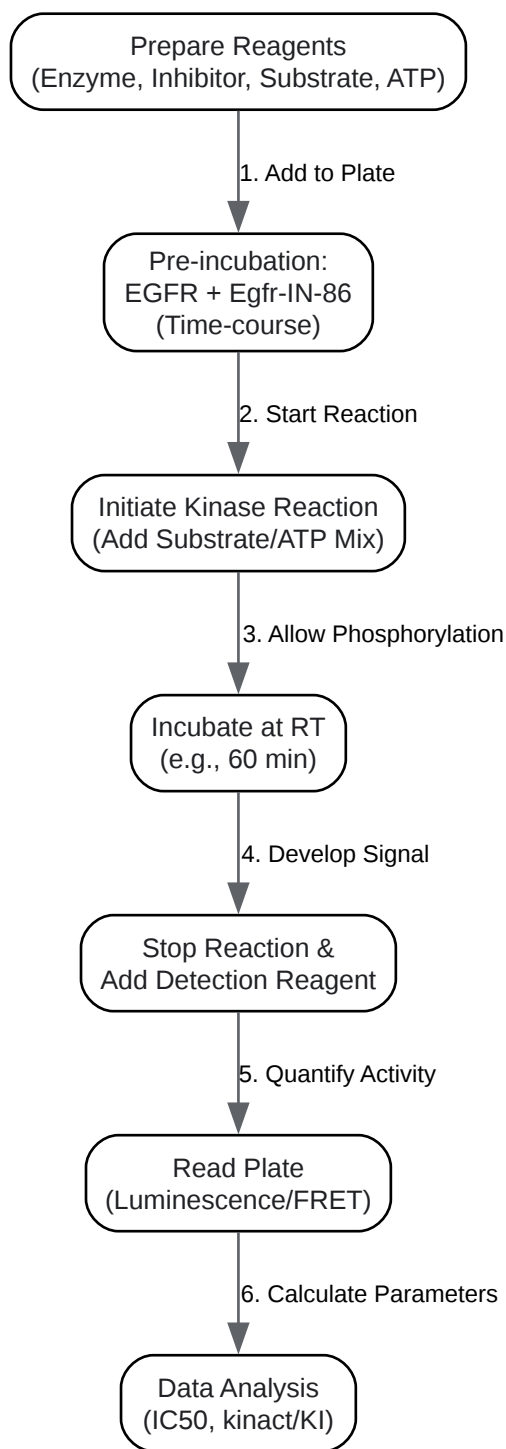 Prepare Reagents
(Enzyme, Inhibitor, Substrate, ATP)
1. Add to Plate
Pre-incubation:
EGFR + Egfr-IN-86
(Time-course)
2. Start Reaction
Initiate Kinase Reaction
(Add Substrate/ATP Mix)
3. Allow Phosphorylation
Incubate at RT
(e.g., 60 min)
4. Develop Signal
Stop Reaction &
Add Detection Reagent
5. Quantify Activity
Read Plate
(Luminescence/FRET)
6. Calculate Parameters
Data Analysis
(IC50, kinact/KI)